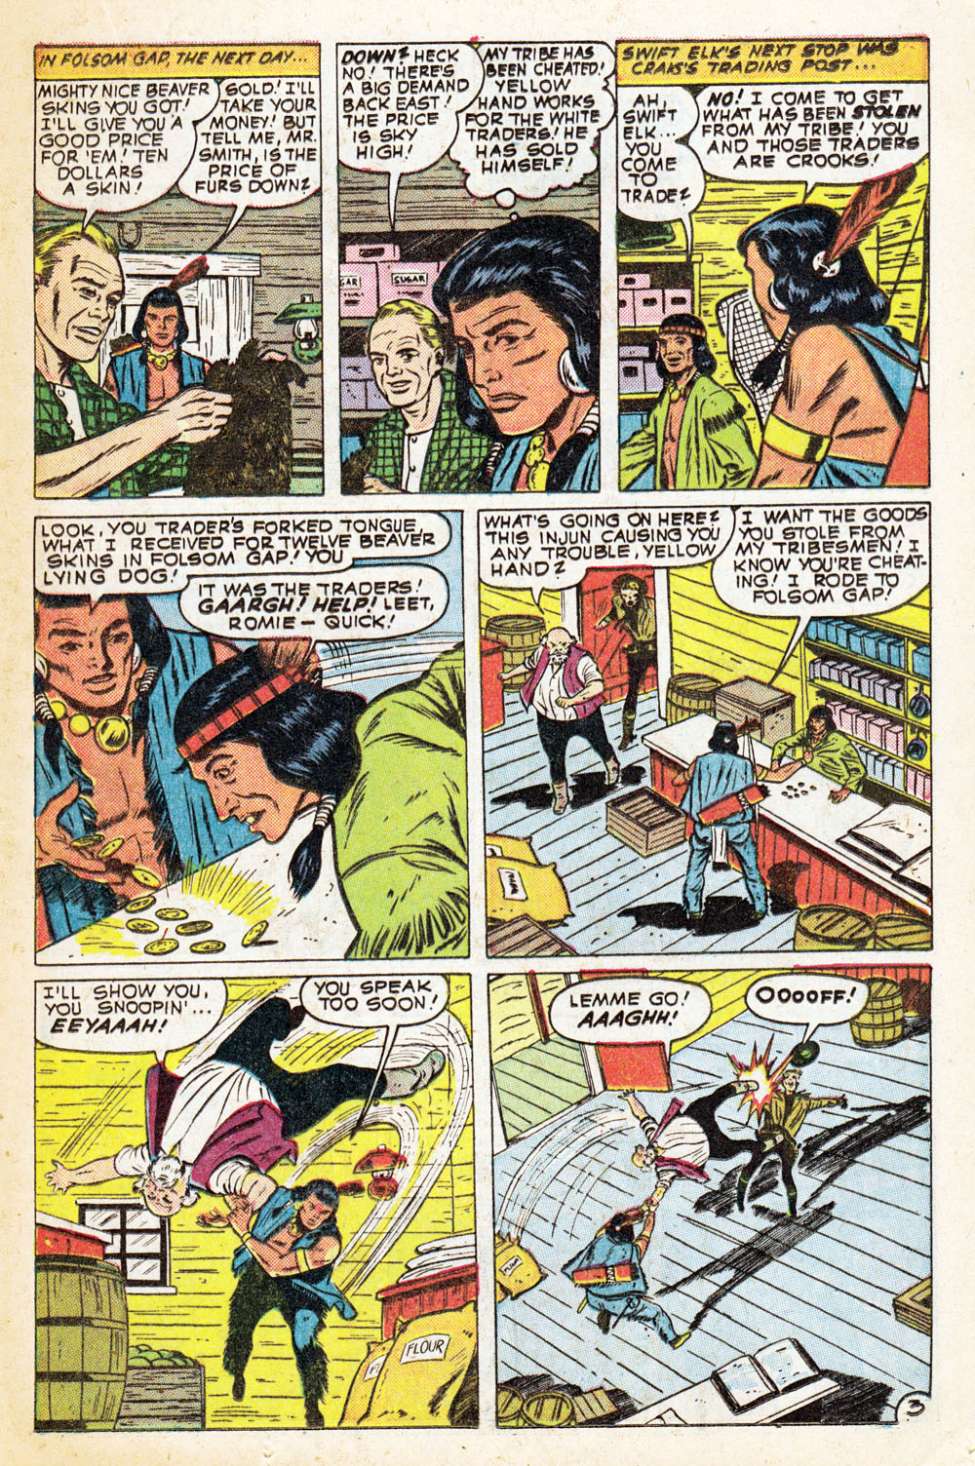 IN FOLSOM GAP, THE NEXT DAY...
MIGHTY NICE BEAVER
SKINS YOU GOT!
I'LL GIVE YOU A
GOOD PRICE
FOR 'EM! TEN
DOLLARS
A SKIN!
SOLD! I'LL
TAKE YOUR
MONEY! BUT
TELL ME, MR.
SMITH, IS THE
PRICE OF
FURS DOWN?
DOWN? HECK
NO! THERE'S
A BIG DEMAND
BACK EAST!
THE PRICE
IS SKY
HIGH!
MY TRIBE HAS
BEEN CHEATED!
YELLOW
HAND WORKS
FOR THE WHITE
TRADERS! HE
HAS SOLD
HIMSELF!
SUGAR
SWIFT ELK'S NEXT STOP WAS
CRAIG'S TRADING POST...
AH,
SWIFT
ELK...
YOU
COME
TO
TRADE?
NO! I COME TO GET
WHAT HAS BEEN STOLEN
FROM MY TRIBE! YOU
AND THOSE TRADERS
ARE CROOKS!
LOOK, YOU TRADER'S FORKED TONGUE,
WHAT I RECEIVED FOR TWELVE BEAVER
SKINS IN FOLSOM GAP! YOU
LYING DOG!
IT WAS THE TRADERS!
GAARGH! HELP! LEET,
ROMIE - QUICK!
WHAT'S GOING ON HERE?
THIS INJUN CAUSING YOU
ANY TROUBLE, YELLOW
HAND?
I WANT THE GOODS
YOU STOLE FROM
MY TRIBESMEN! I
KNOW YOU'RE CHEAT-
ING! I RODE TO
FOLSOM GAP!
I'LL SHOW YOU,
YOU SNOOPIN'...
EEYAAAH!
YOU SPEAK
TOO SOON!
FLOUR
LEMME GO!
AAAGHH!
OOOOFF!
3